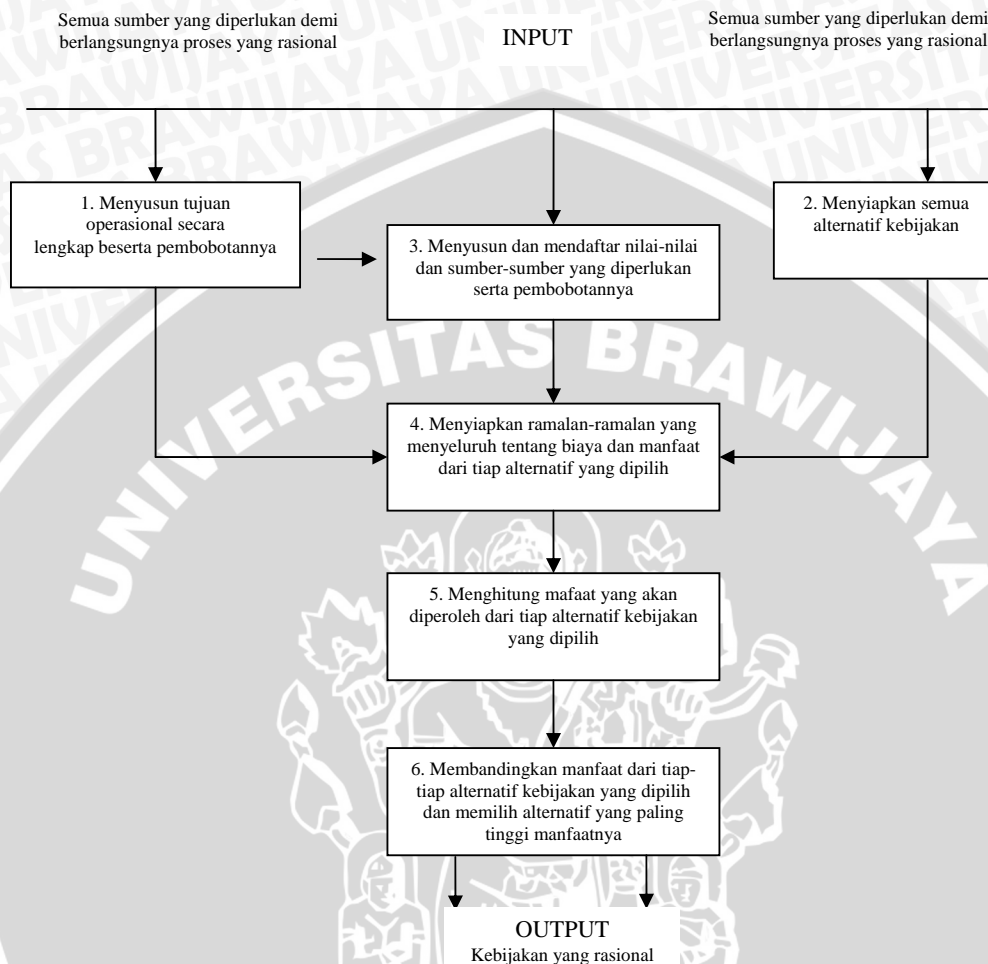 Semua sumber yang diperlukan demi
berlangsungnya proses yang rasional
INPUT
Semua sumber yang diperlukan demi
berlangsungnya proses yang rasional
1. Menyusun tujuan
operasional secara
lengkap beserta pembobotannya
2. Menyiapkan semua
alternatif kebijakan
3. Menyusun dan mendaftar nilai-nilai
dan sumber-sumber yang diperlukan
serta pembobotannya
UNIVERSITAS BRAWIJAYA
4. Menyiapkan ramalan-ramalan yang
menyeluruh tentang biaya dan manfaat
dari tiap alternatif yang dipilih
5. Menghitung mafaat yang akan
diperoleh dari tiap alternatif kebijakan
yang dipilih
6. Membandingkan manfaat dari tiap-
tiap alternatif kebijakan yang dipilih
dan memilih alternatif yang paling
tinggi manfaatnya
OUTPUT
Kebijakan yang rasional